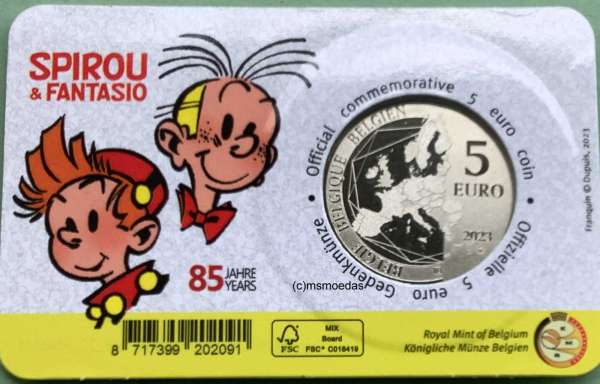 SPIROU
& FANTASIO
85 JAHRE
YEARS
Official commemorative 5 euro coin
Offizielle 5 euro Gedenkmünze
BELGIE BELGIQUE BELGIEN
5
EURO
2023
(c)msmoedas
Franquin © Dupuis, 2023
8 717399 202091
FSC
MIX
Board
FSC® C018419
Royal Mint of Belgium
Königliche Münze Belgien
KMB